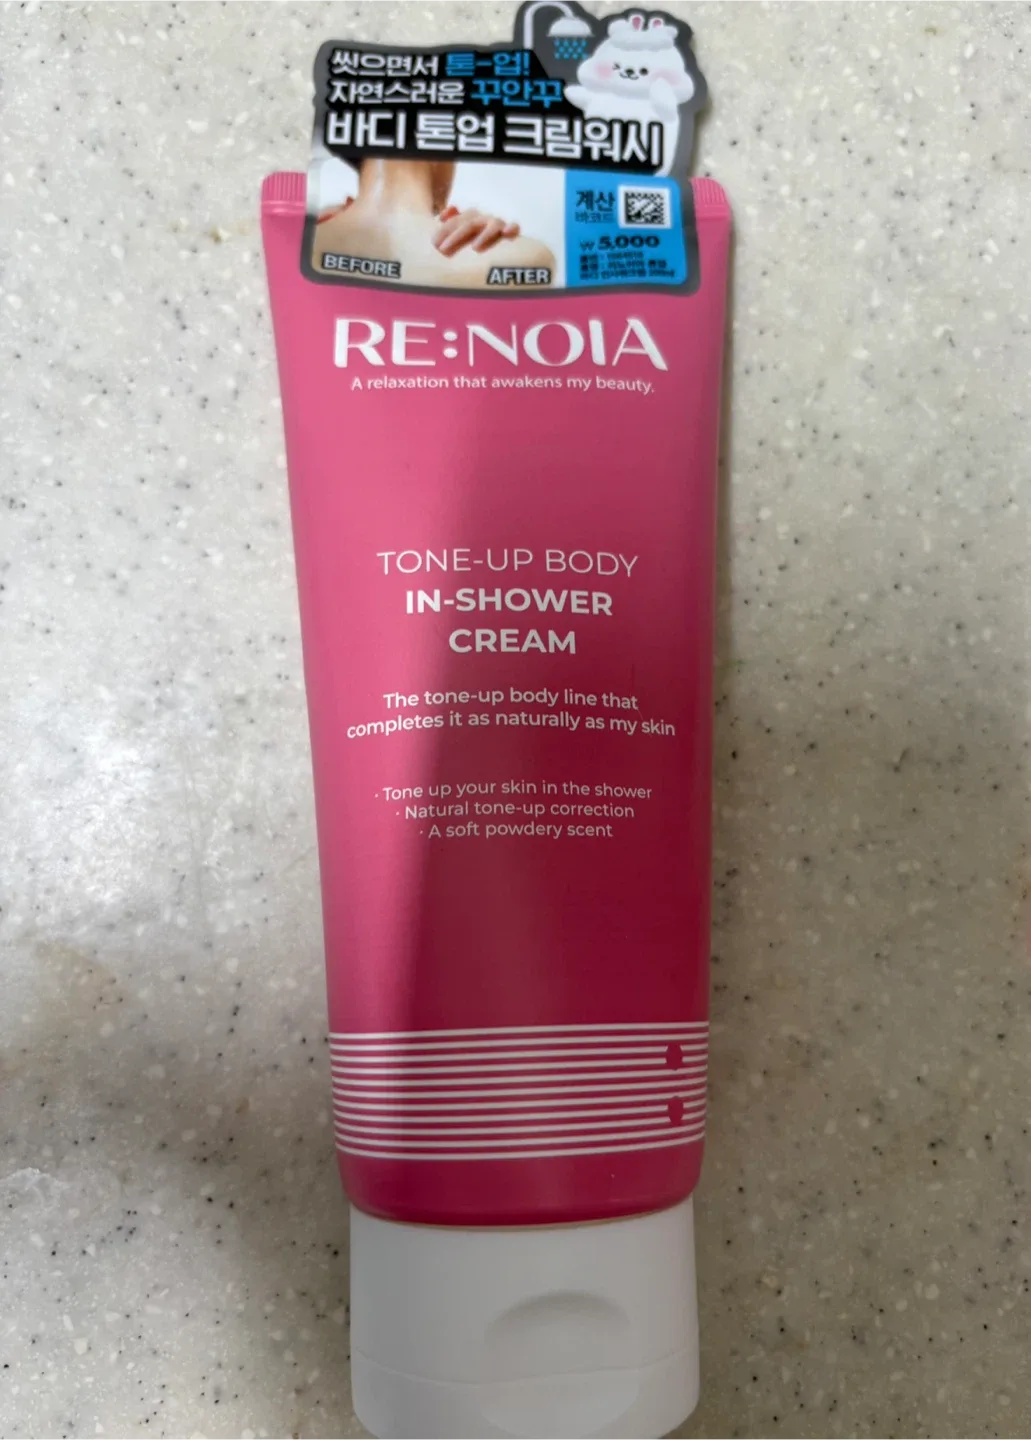 씻으면서 톤-업!
자연스러운 꾸안꾸
바디 톤업 크림워시
계산
바코드
₩ 5,000
BEFORE
AFTER
RE:NOIA
A relaxation that awakens my beauty.
TONE-UP BODY
IN-SHOWER
CREAM
The tone-up body line that
completes it as naturally as my skin
· Tone up your skin in the shower
· Natural tone-up correction
· A soft powdery scent